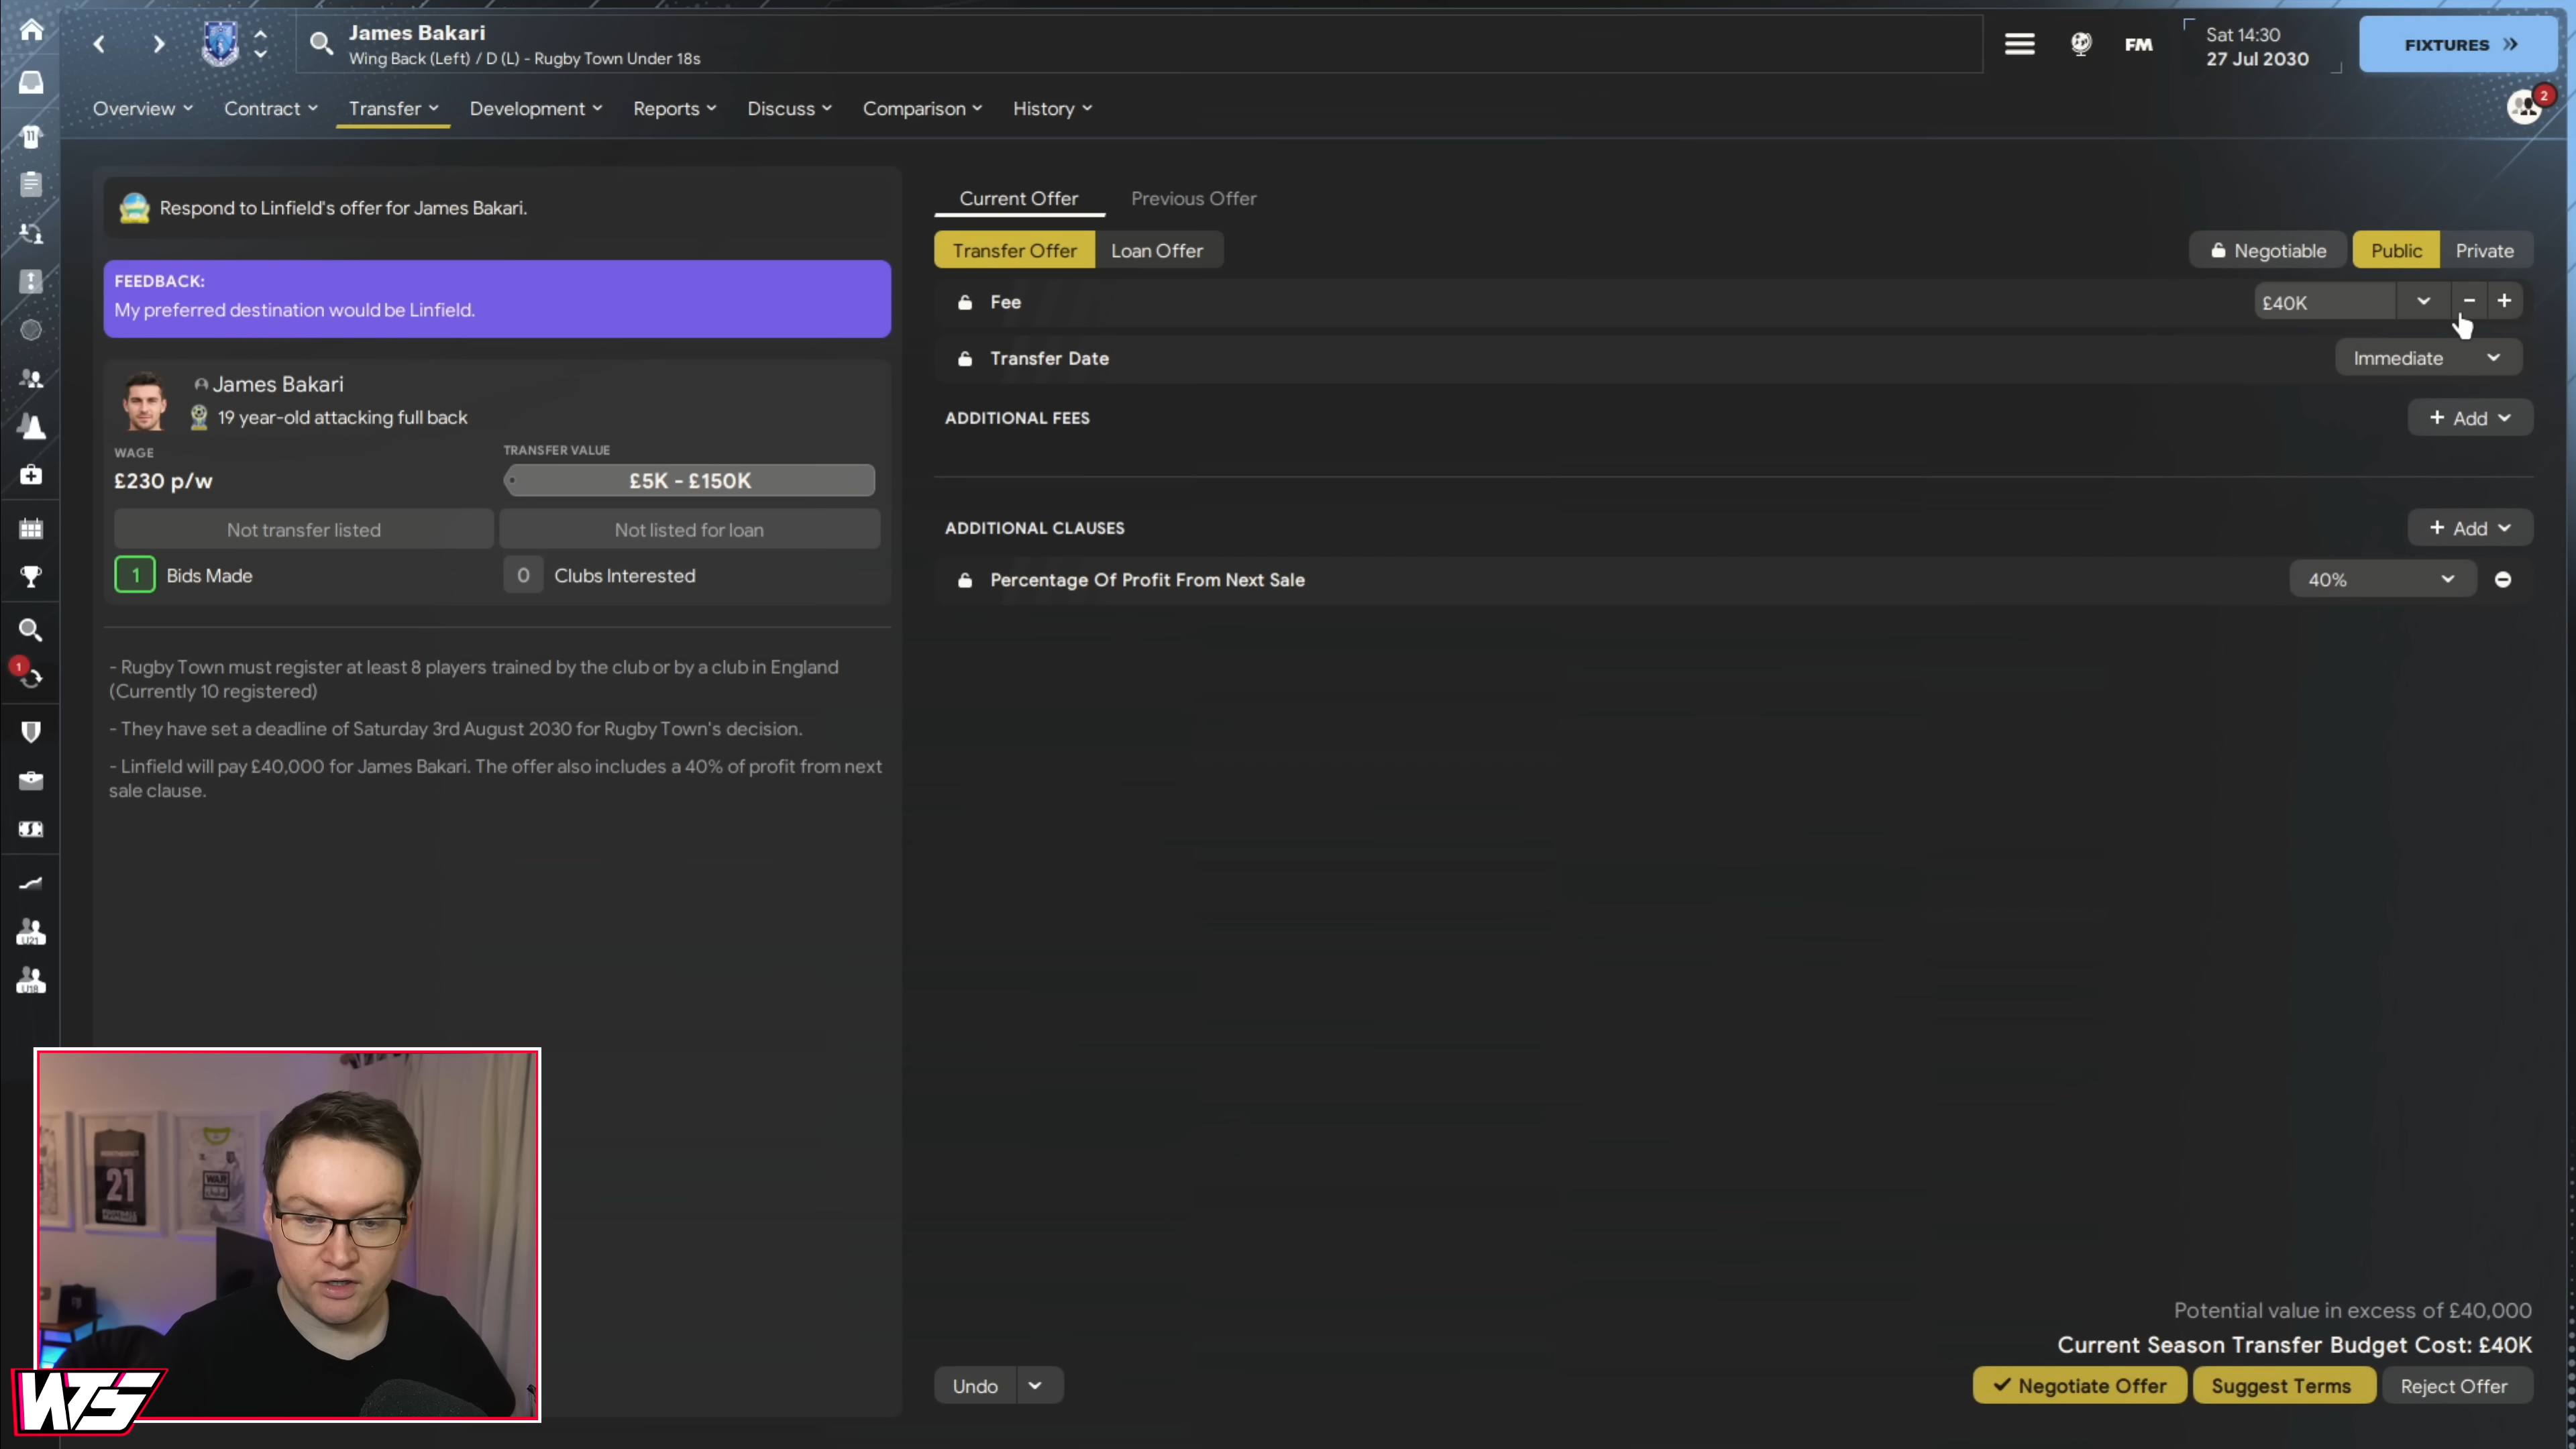 James Bakari
Wing Back (Left) / D (L) - Rugby Town Under 18s
FM
Sat 14:30
27 Jul 2030
FIXTURES
Overview
Contract
Transfer
Development
Reports
Discuss
Comparison
History
2
Respond to Linfield's offer for James Bakari.
FEEDBACK:
My preferred destination would be Linfield.
James Bakari
19 year-old attacking full back
WAGE
£230 p/w
TRANSFER VALUE
£5K - £150K
Not transfer listed
Not listed for loan
1 Bids Made
0 Clubs Interested
- Rugby Town must register at least 8 players trained by the club or by a club in England
(Currently 10 registered)
- They have set a deadline of Saturday 3rd August 2030 for Rugby Town's decision.
- Linfield will pay £40,000 for James Bakari. The offer also includes a 40% of profit from next
sale clause.
Current Offer
Previous Offer
Transfer Offer
Loan Offer
Negotiable
Public
Private
Fee
£40K
Transfer Date
Immediate
ADDITIONAL FEES
+ Add
ADDITIONAL CLAUSES
+ Add
Percentage Of Profit From Next Sale
40%
Potential value in excess of £40,000
Current Season Transfer Budget Cost: £40K
Undo
Negotiate Offer
Suggest Terms
Reject Offer
11
1
U21
U18
21
WTS